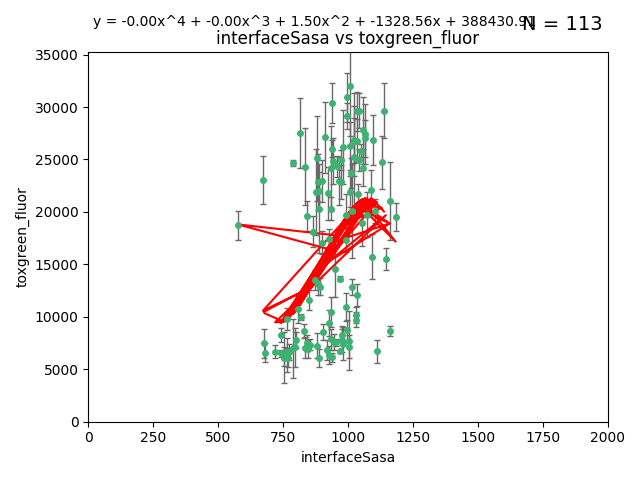 y = -0.00x^4 + -0.00x^3 + 1.50x^2 + -1328.56x + 388430.91
N = 113
interfaceSasa vs toxgreen_fluor
35000
30000
25000
20000
15000
10000
5000
0
toxgreen_fluor
0 250 500 750 1000 1250 1500 1750 2000
interfaceSasa